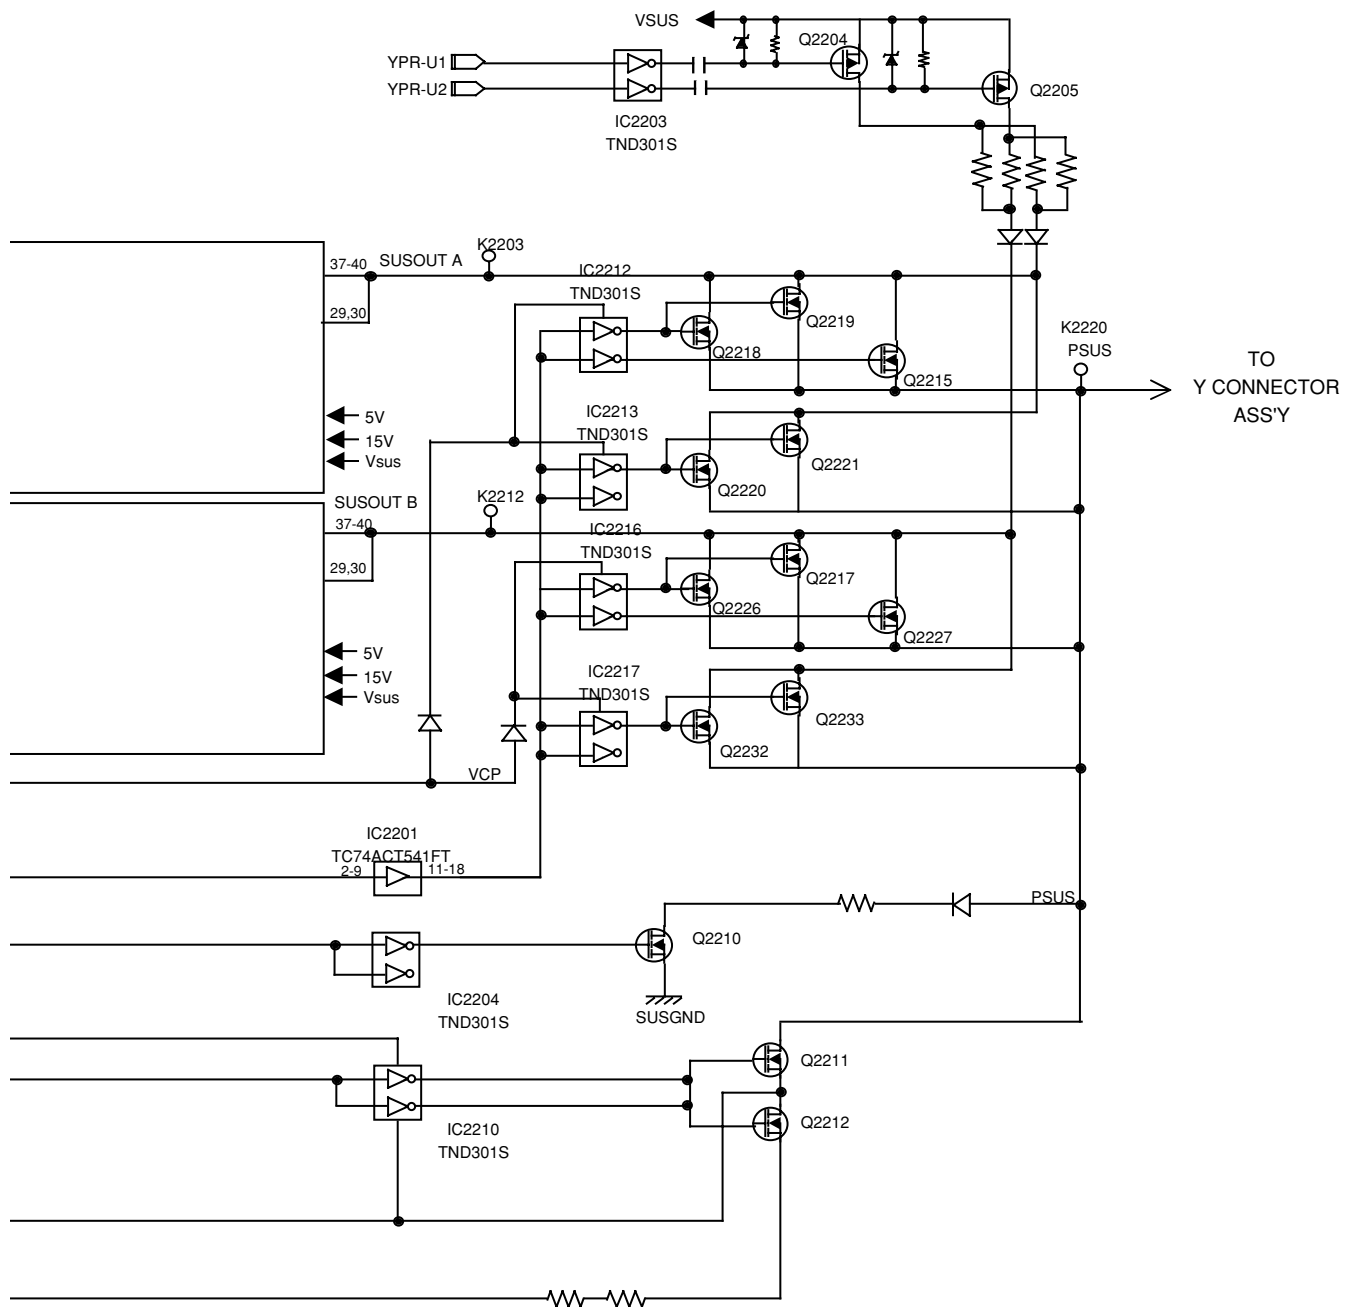 VSUS
Q2204
YPR-U1
YPR-U2
Q2205
IC2203
TND301S
K2203
37-40
SUSOUT A
29,30
IC2212
TND301S
Q2219
Q2218
Q2215
K2220
PSUS
TO
Y CONNECTOR
ASS'Y
5V
15V
Vsus
IC2213
TND301S
Q2221
Q2220
SUSOUT B
K2212
37-40
29,30
IC2216
TND301S
Q2217
Q2226
Q2227
5V
15V
Vsus
IC2217
TND301S
Q2233
Q2232
VCP
IC2201
TC74ACT541FT
2-9
11-18
PSUS
Q2210
IC2204
TND301S
SUSGND
Q2211
Q2212
IC2210
TND301S